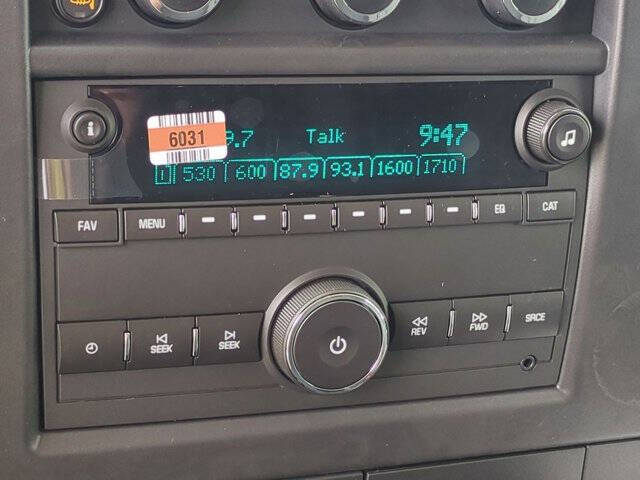 6031
9.7 Talk 9:47
1 530 600 87.9 93.1 1600 1710
FAV MENU EQ CAT
SEEK SEEK REV FWD SRCE